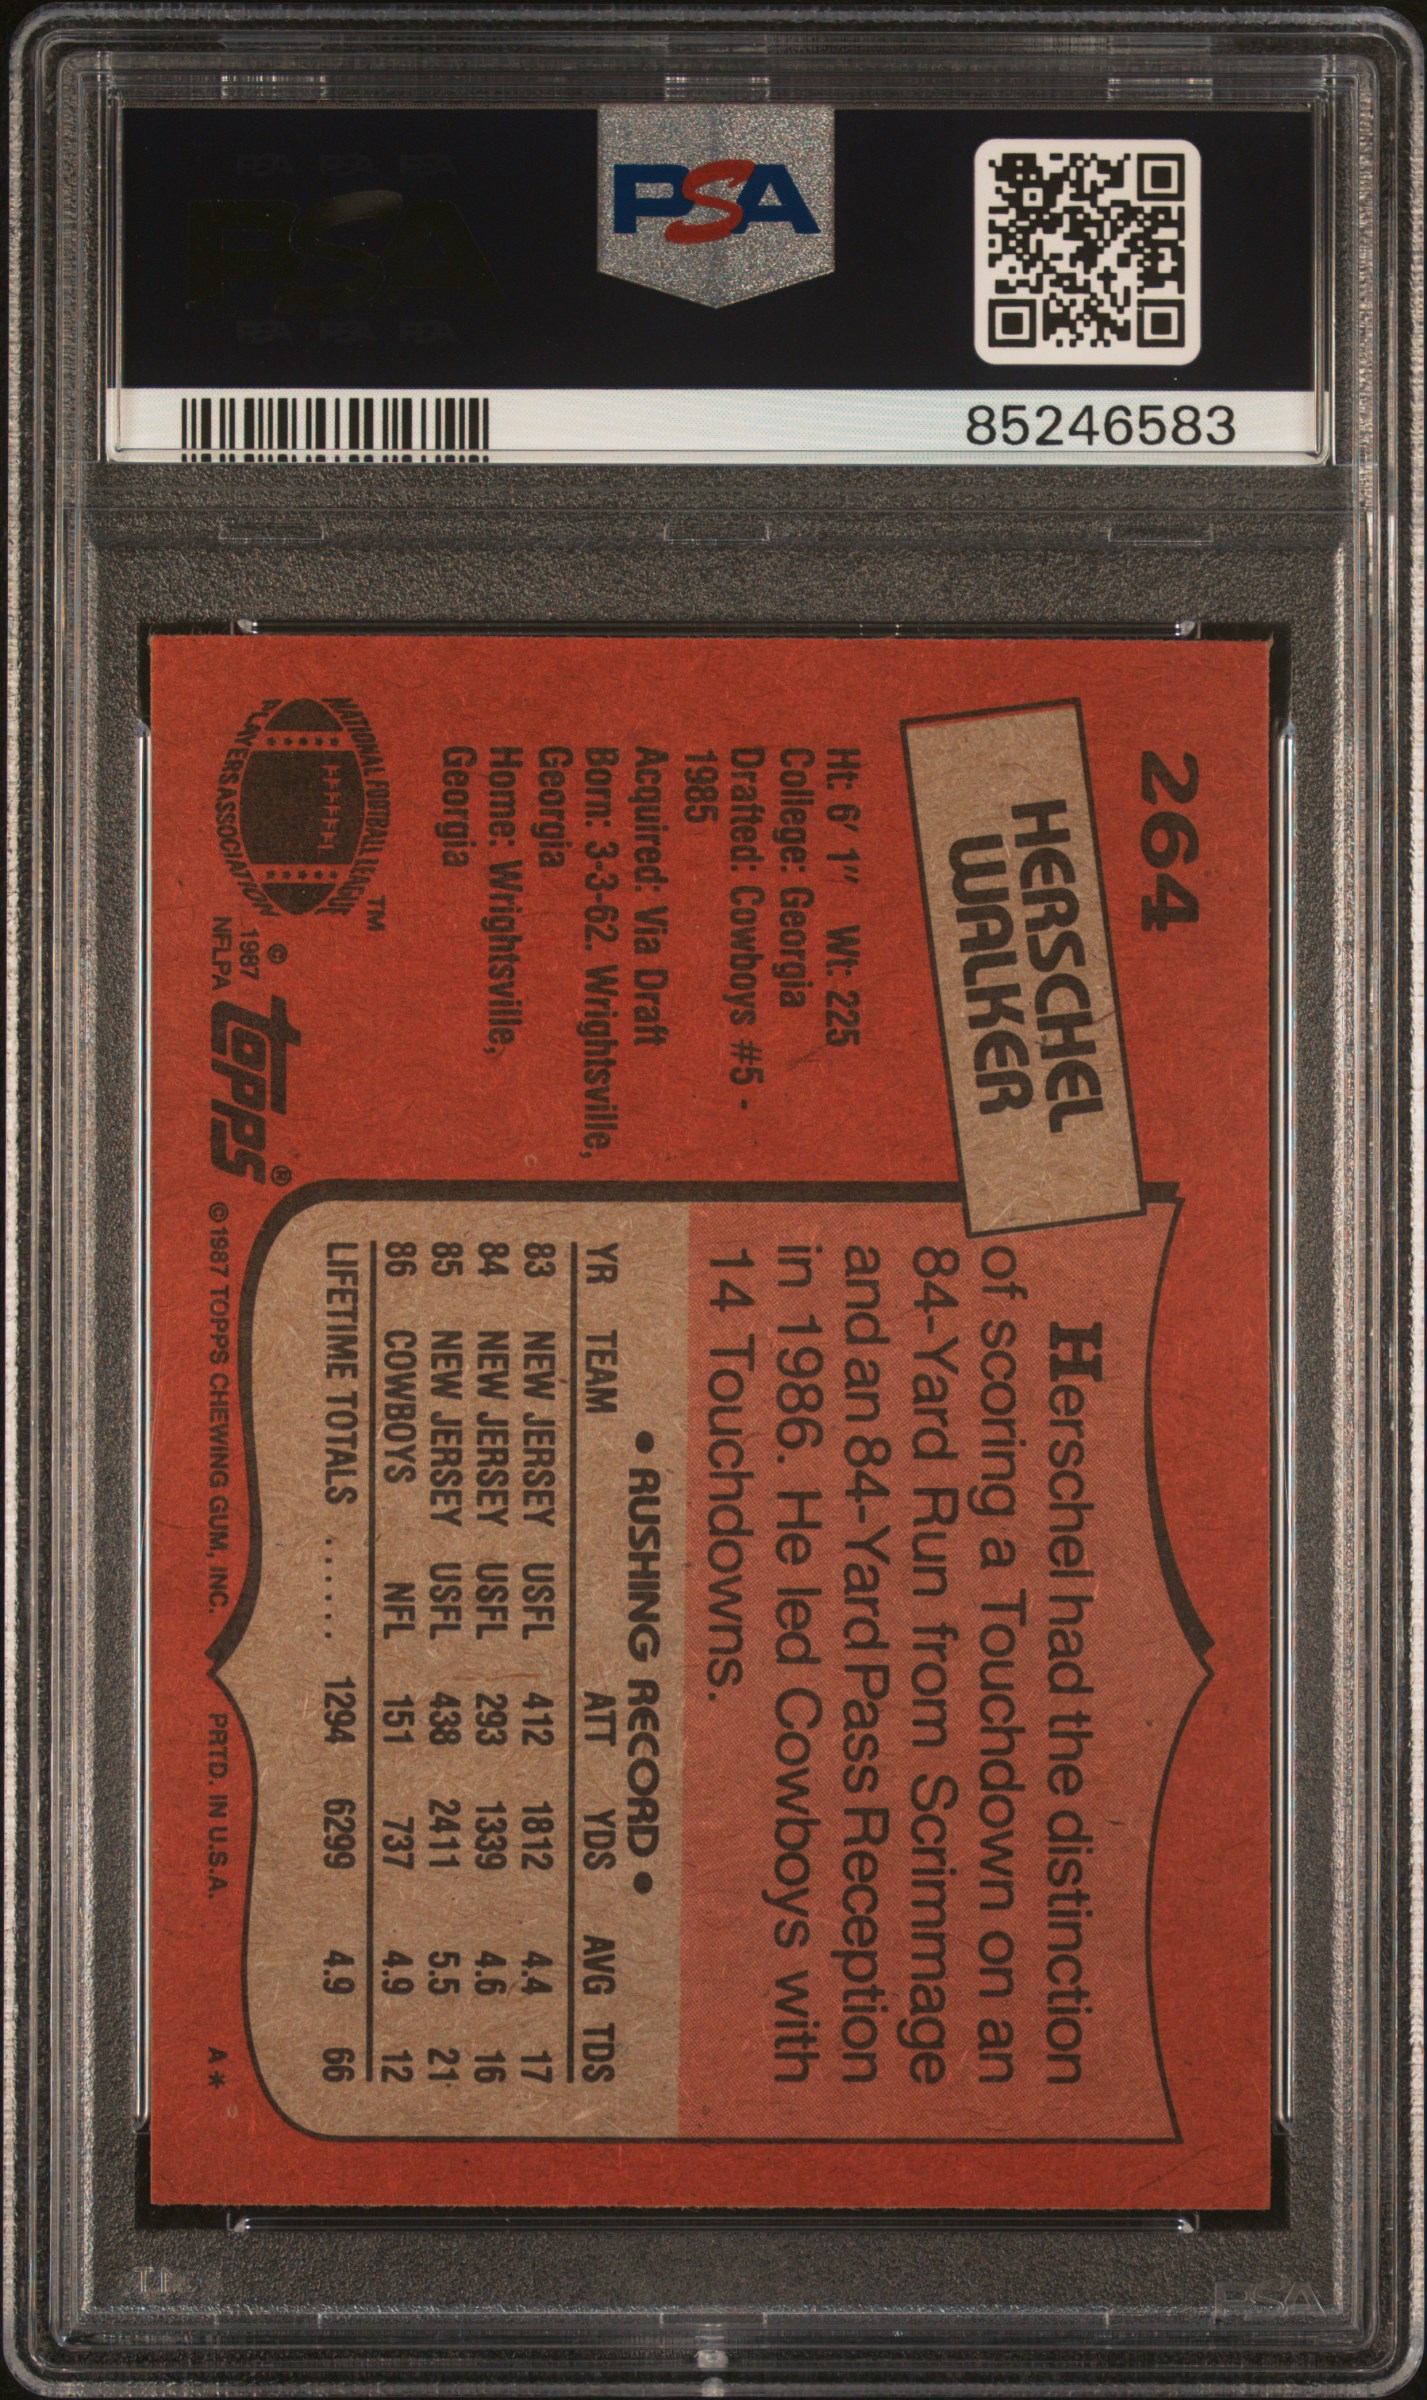 PSA
85246583
264
HERSCHEL
WALKER
Ht: 6' 1" Wt: 225
College: Georgia
Drafted: Cowboys #5 -
1985
Acquired: Via Draft
Born: 3-3-62. Wrightsville,
Georgia
Home: Wrightsville,
Georgia
NATIONAL FOOTBALL LEAGUE
PLAYERS ASSOCIATION
TM
©
1987
NFLPA
topps®
Herschel had the distinction
of scoring a Touchdown on an
84-Yard Run from Scrimmage
and an 84-Yard Pass Reception
in 1986. He led Cowboys with
14 Touchdowns.
• RUSHING RECORD •
YR TEAM ATT YDS AVG TDS
83 NEW JERSEY USFL 412 1812 4.4 17
84 NEW JERSEY USFL 293 1339 4.6 16
85 NEW JERSEY USFL 438 2411 5.5 21
86 COWBOYS NFL 151 737 4.9 12
LIFETIME TOTALS ...... 1294 6299 4.9 66
©1987 TOPPS CHEWING GUM, INC. PRTD. IN U.S.A. A*
PSA